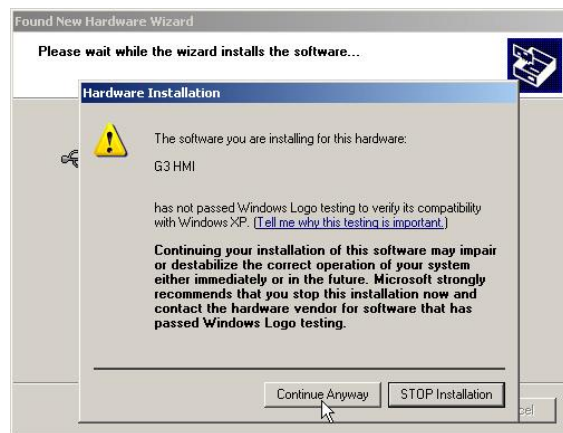 Found New Hardware Wizard
Please wait while the wizard installs the software...
Hardware Installation
The software you are installing for this hardware:
G3 HMI
has not passed Windows Logo testing to verify its compatibility
with Windows XP. (Tell me why this testing is important.)
Continuing your installation of this software may impair
or destabilize the correct operation of your system
either immediately or in the future. Microsoft strongly
recommends that you stop this installation now and
contact the hardware vendor for software that has
passed Windows Logo testing.
Continue Anyway
STOP Installation